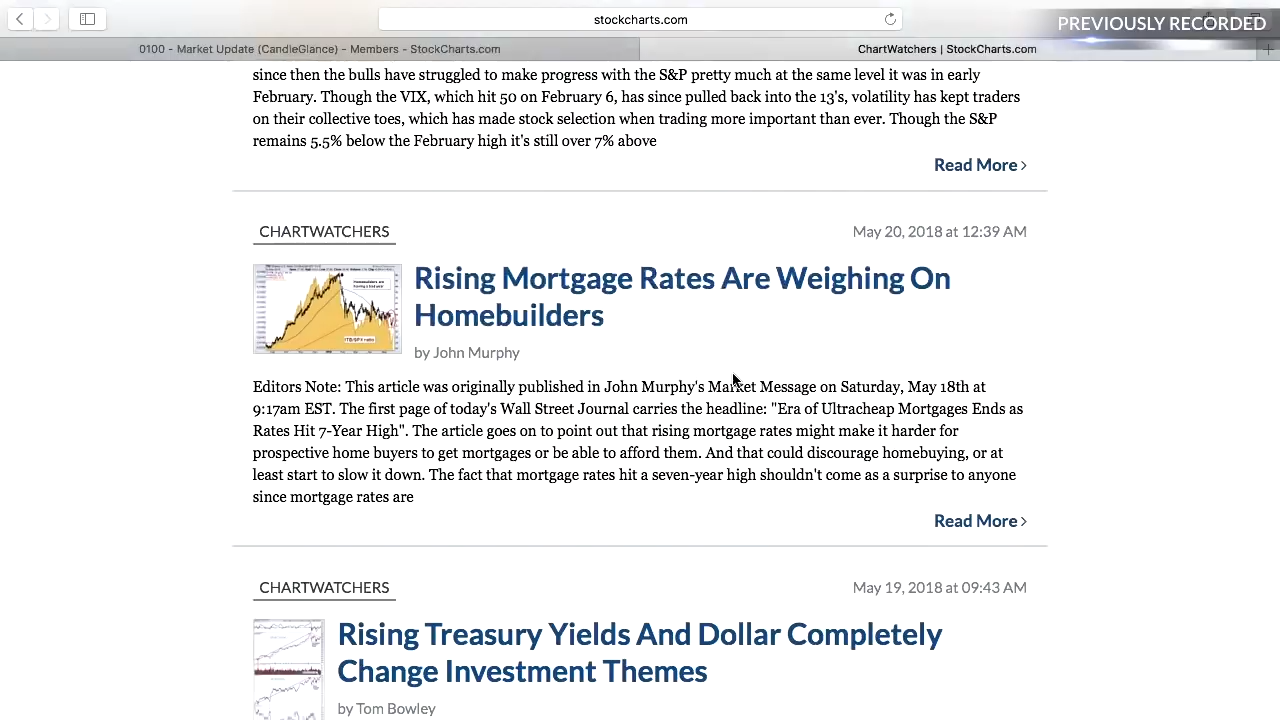 stockcharts.com
PREVIOUSLY RECORDED
0100 - Market Update (CandleGlance) - Members - StockCharts.com
ChartWatchers | StockCharts.com
since then the bulls have struggled to make progress with the S&P pretty much at the same level it was in early
February. Though the VIX, which hit 50 on February 6, has since pulled back into the 13's, volatility has kept traders
on their collective toes, which has made stock selection when trading more important than ever. Though the S&P
remains 5.5% below the February high it's still over 7% above
Read More >
CHARTWATCHERS
May 20, 2018 at 12:39 AM
Rising Mortgage Rates Are Weighing On
Homebuilders
by John Murphy
Editors Note: This article was originally published in John Murphy's Market Message on Saturday, May 18th at
9:17am EST. The first page of today's Wall Street Journal carries the headline: "Era of Ultracheap Mortgages Ends as
Rates Hit 7-Year High". The article goes on to point out that rising mortgage rates might make it harder for
prospective home buyers to get mortgages or be able to afford them. And that could discourage homebuying, or at
least start to slow it down. The fact that mortgage rates hit a seven-year high shouldn't come as a surprise to anyone
since mortgage rates are
Read More >
CHARTWATCHERS
May 19, 2018 at 09:43 AM
Rising Treasury Yields And Dollar Completely
Change Investment Themes
by Tom Bowley